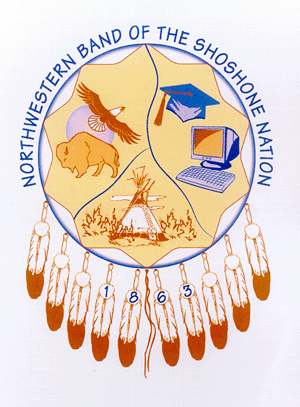 NORTHWESTERN BAND OF THE SHOSHONE NATION
1863